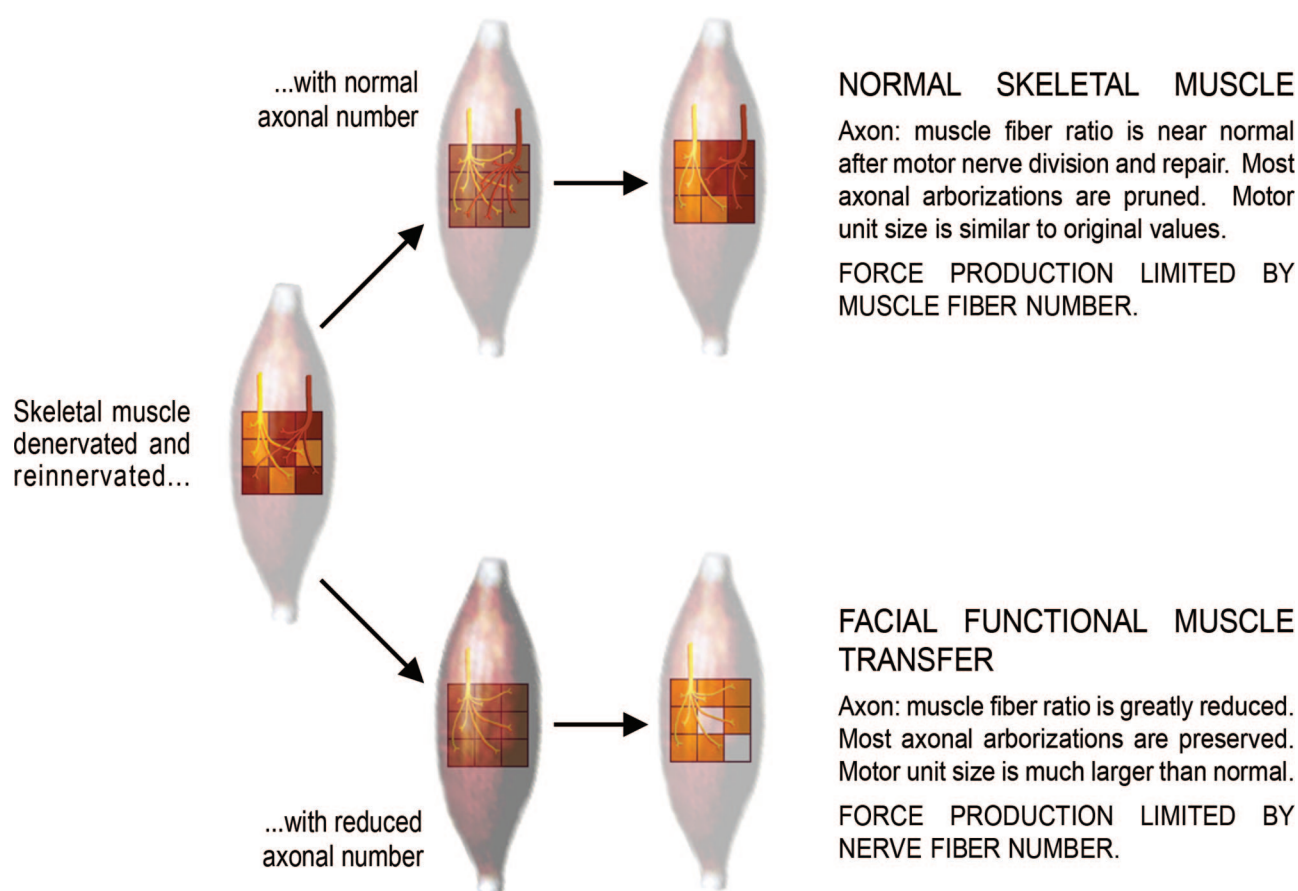 ...with normal
axonal number
NORMAL SKELETAL MUSCLE
Axon: muscle fiber ratio is near normal
after motor nerve division and repair. Most
axonal arborizations are pruned. Motor
unit size is similar to original values.
FORCE PRODUCTION LIMITED BY
MUSCLE FIBER NUMBER.
Skeletal muscle
denervated and
reinnervated...
...with reduced
axonal number
FACIAL FUNCTIONAL MUSCLE
TRANSFER
Axon: muscle fiber ratio is greatly reduced.
Most axonal arborizations are preserved.
Motor unit size is much larger than normal.
FORCE PRODUCTION LIMITED BY
NERVE FIBER NUMBER.